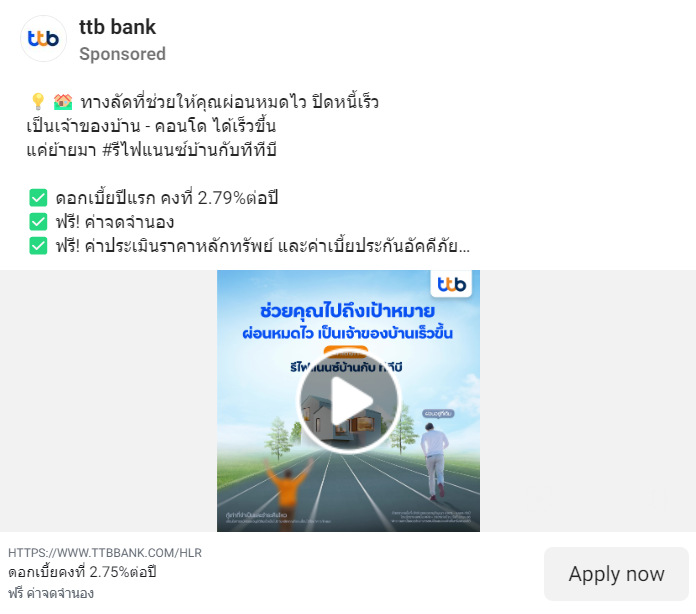 ttb bank
ttb
Sponsored
💡 🏠 ทางลัดที่ช่วยให้คุณผ่อนหมดไว ปิดหนี้เร็ว
เป็นเจ้าของบ้าน - คอนโด ได้เร็วขึ้น
แค่ย้ายมา #รีไฟแนนซ์บ้านกับทีทีบี
✅ ดอกเบี้ยปีแรก คงที่ 2.79%ต่อปี
✅ ฟรี! ค่าจดจำนอง
✅ ฟรี! ค่าประเมินราคาหลักทรัพย์ และค่าเบี้ยประกันอัคคีภัย...
ttb
ช่วยคุณไปถึงเป้าหมาย
ผ่อนหมดไว เป็นเจ้าของบ้านเร็วขึ้น
รีไฟแนนซ์บ้านกับ ทีทีบี
ผ่อนอยู่ที่เดิม
HTTPS://WWW.TTBBANK.COM/HLR
ดอกเบี้ยคงที่ 2.75%ต่อปี
ฟรี ค่าจดจำนอง
Apply now